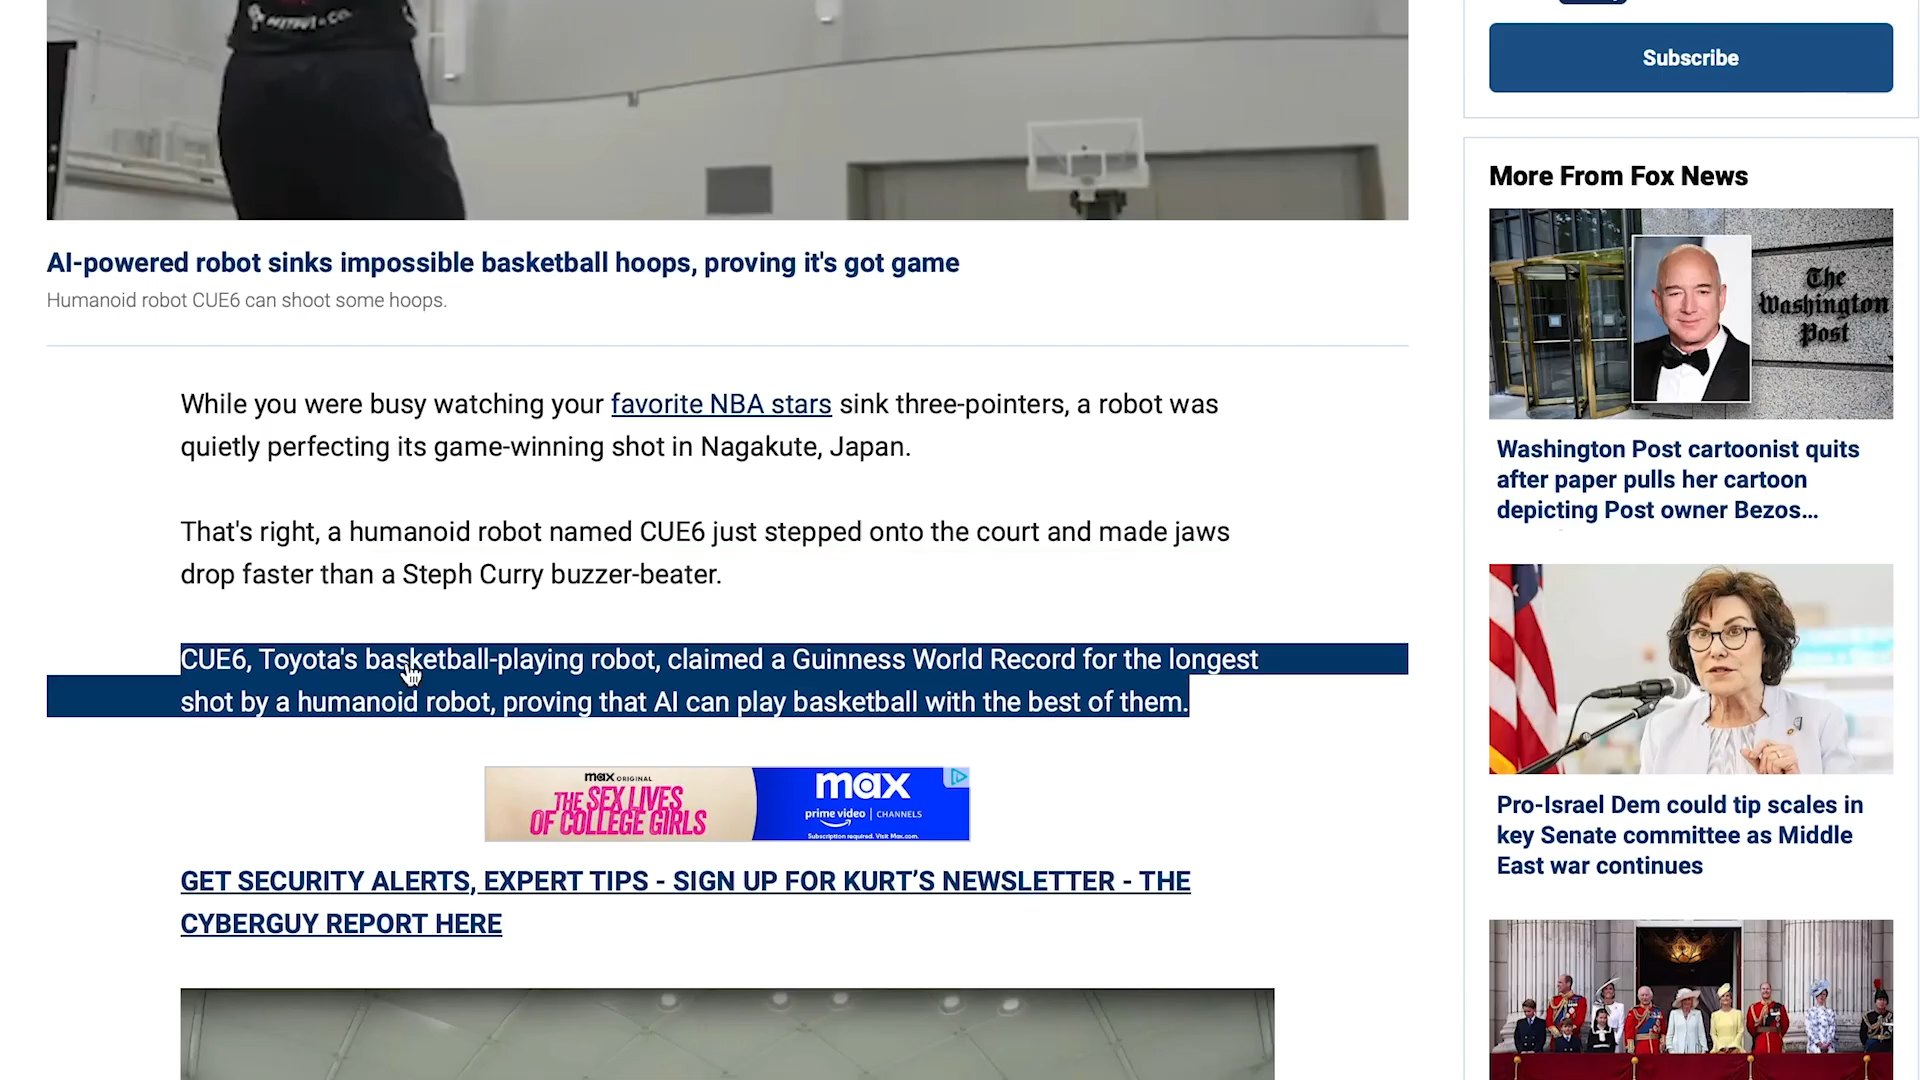 Subscribe
AI-powered robot sinks impossible basketball hoops, proving it's got game
Humanoid robot CUE6 can shoot some hoops.
While you were busy watching your favorite NBA stars sink three-pointers, a robot was
quietly perfecting its game-winning shot in Nagakute, Japan.
That's right, a humanoid robot named CUE6 just stepped onto the court and made jaws
drop faster than a Steph Curry buzzer-beater.
CUE6, Toyota's basketball-playing robot, claimed a Guinness World Record for the longest
shot by a humanoid robot, proving that AI can play basketball with the best of them.
max ORIGINAL
THE SEX LIVES
OF COLLEGE GIRLS
max
prime video | CHANNELS
Subscription required. Visit Max.com.
GET SECURITY ALERTS, EXPERT TIPS - SIGN UP FOR KURT’S NEWSLETTER - THE
CYBERGUY REPORT HERE
More From Fox News
The
Washington
Post
Washington Post cartoonist quits
after paper pulls her cartoon
depicting Post owner Bezos...
Pro-Israel Dem could tip scales in
key Senate committee as Middle
East war continues